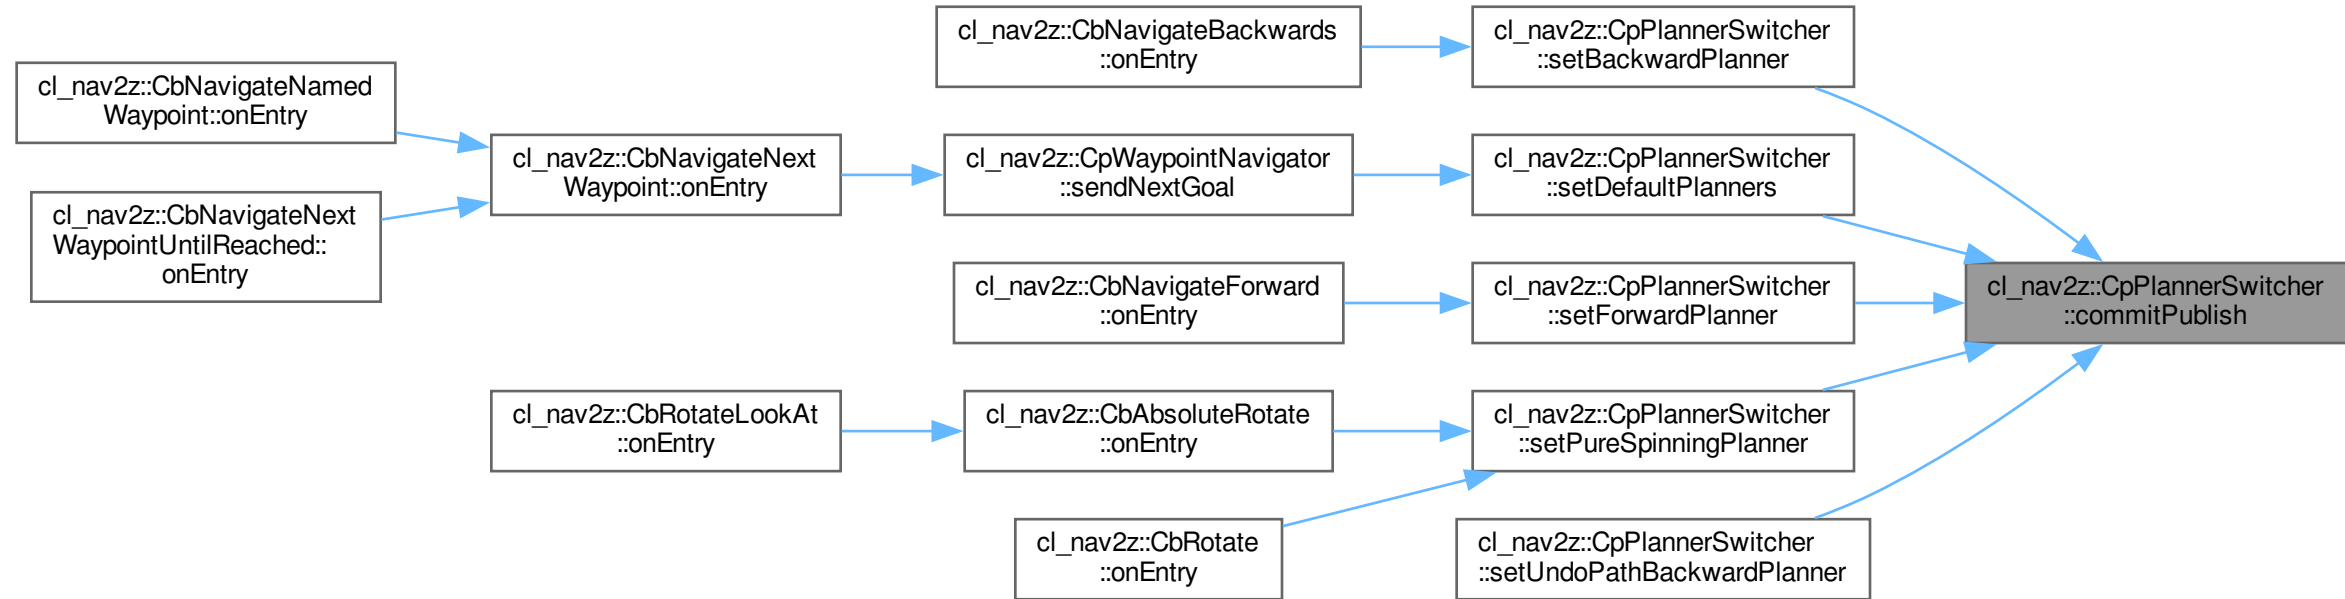 cl_nav2z::CbNavigateNamed
Waypoint::onEntry
cl_nav2z::CbNavigateNext
WaypointUntilReached::
onEntry
cl_nav2z::CbNavigateNext
Waypoint::onEntry
cl_nav2z::CbNavigateBackwards
::onEntry
cl_nav2z::CpWaypointNavigator
::sendNextGoal
cl_nav2z::CbNavigateForward
::onEntry
cl_nav2z::CbRotateLookAt
::onEntry
cl_nav2z::CbAbsoluteRotate
::onEntry
cl_nav2z::CbRotate
::onEntry
cl_nav2z::CpPlannerSwitcher
::setBackwardPlanner
cl_nav2z::CpPlannerSwitcher
::setDefaultPlanners
cl_nav2z::CpPlannerSwitcher
::setForwardPlanner
cl_nav2z::CpPlannerSwitcher
::setPureSpinningPlanner
cl_nav2z::CpPlannerSwitcher
::setUndoPathBackwardPlanner
cl_nav2z::CpPlannerSwitcher
::commitPublish